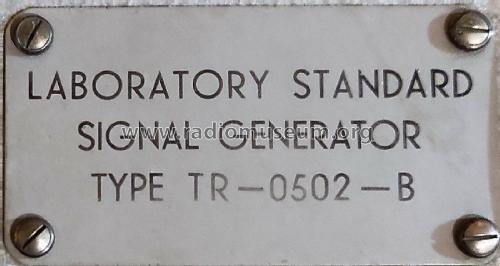 LABORATORY STANDARD
SIGNAL GENERATOR
www.radiomuseum.org
TYPE TR-0502-B